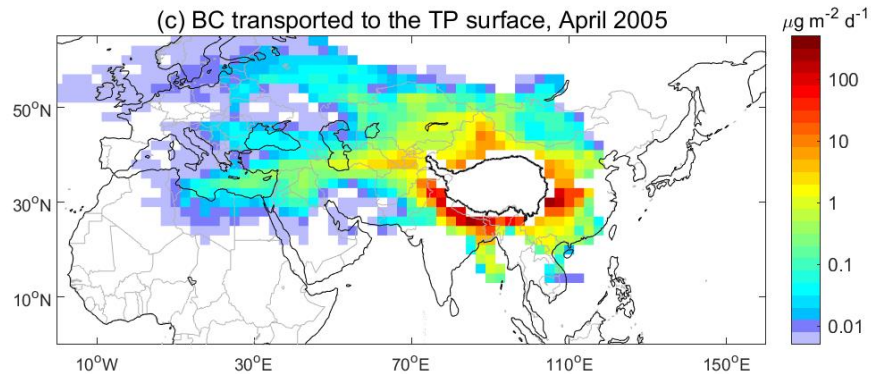 (c) BC transported to the TP surface, April 2005
μg m⁻² d⁻¹
50°N
30°N
10°N
10°W
30°E
70°E
110°E
150°E
100
10
1
0.1
0.01